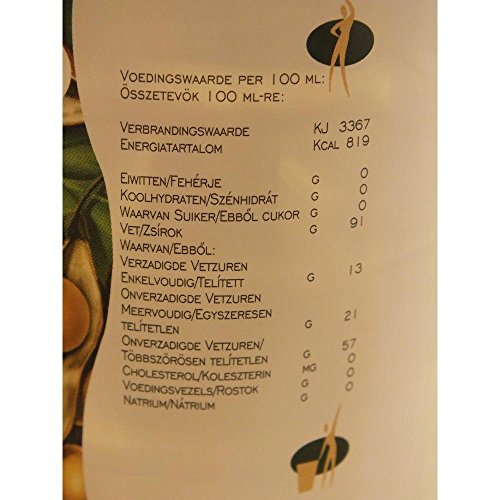 VOEDINGSWAARDE PER 100 ML:
ÖSSZETEVŐK 100 ML-RE:
VERBRANDINGSWAARDE KJ 3367
ENERGIATARTALOM KCAL 819
EIWITTEN/FEHÉRJE G 0
KOOLHYDRATEN/SZÉNHIDRÁT G 0
WAARVAN SUIKER/EBBŐL CUKOR G 0
VET/ZSÍROK G 91
WAARVAN/EBBŐL:
VERZADIGDE VETZUREN
ENKELVOUDIG/TELÍTETT G 13
ONVERZADIGDE VETZUREN
MEERVOUDIG/EGYSZERESEN
TELÍTETLEN G 21
ONVERZADIGDE VETZUREN/ 57
TÖBBSZÖRÖSEN TELÍTETLEN G 0
CHOLESTEROL/KOLESZTERIN MG 0
VOEDINGSVEZELS/ROSTOK G 0
NATRIUM/NÁTRIUM G 0